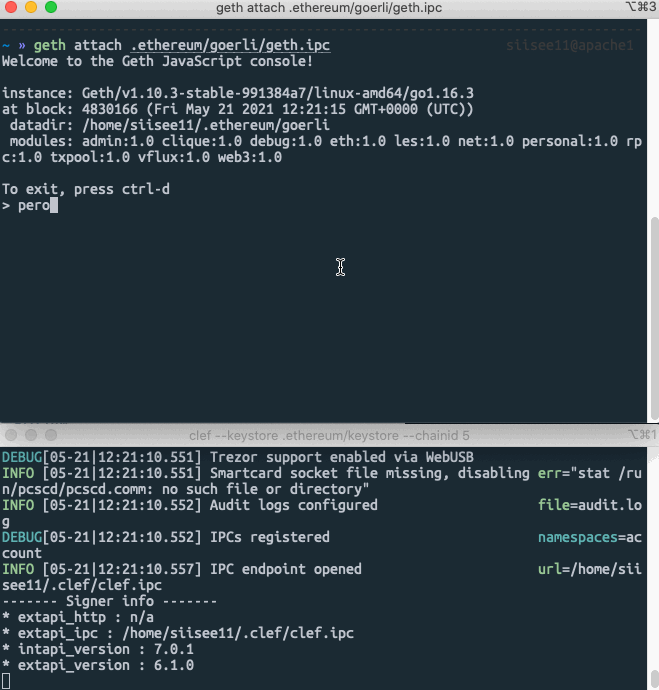 geth attach .ethereum/goerli/geth.ipc ⌥⌘3
~ » geth attach .ethereum/goerli/geth.ipc siisee11@apache1
Welcome to the Geth JavaScript console!
instance: Geth/v1.10.3-stable-991384a7/linux-amd64/go1.16.3
at block: 4830166 (Fri May 21 2021 12:21:15 GMT+0000 (UTC))
datadir: /home/siisee11/.ethereum/goerli
modules: admin:1.0 clique:1.0 debug:1.0 eth:1.0 les:1.0 net:1.0 personal:1.0 rp
c:1.0 txpool:1.0 vflux:1.0 web3:1.0
To exit, press ctrl-d
> pero
clef --keystore .ethereum/keystore --chainid 5 ⌥⌘1
DEBUG[05-21|12:21:10.551] Trezor support enabled via WebUSB
INFO [05-21|12:21:10.551] Smartcard socket file missing, disabling err="stat /ru
n/pcscd/pcscd.comm: no such file or directory"
INFO [05-21|12:21:10.552] Audit logs configured file=audit.lo
g
DEBUG[05-21|12:21:10.552] IPCs registered namespaces=ac
count
INFO [05-21|12:21:10.557] IPC endpoint opened url=/home/sii
see11/.clef/clef.ipc
------- Signer info -------
* extapi_http : n/a
* extapi_ipc : /home/siisee11/.clef/clef.ipc
* intapi_version : 7.0.1
* extapi_version : 6.1.0